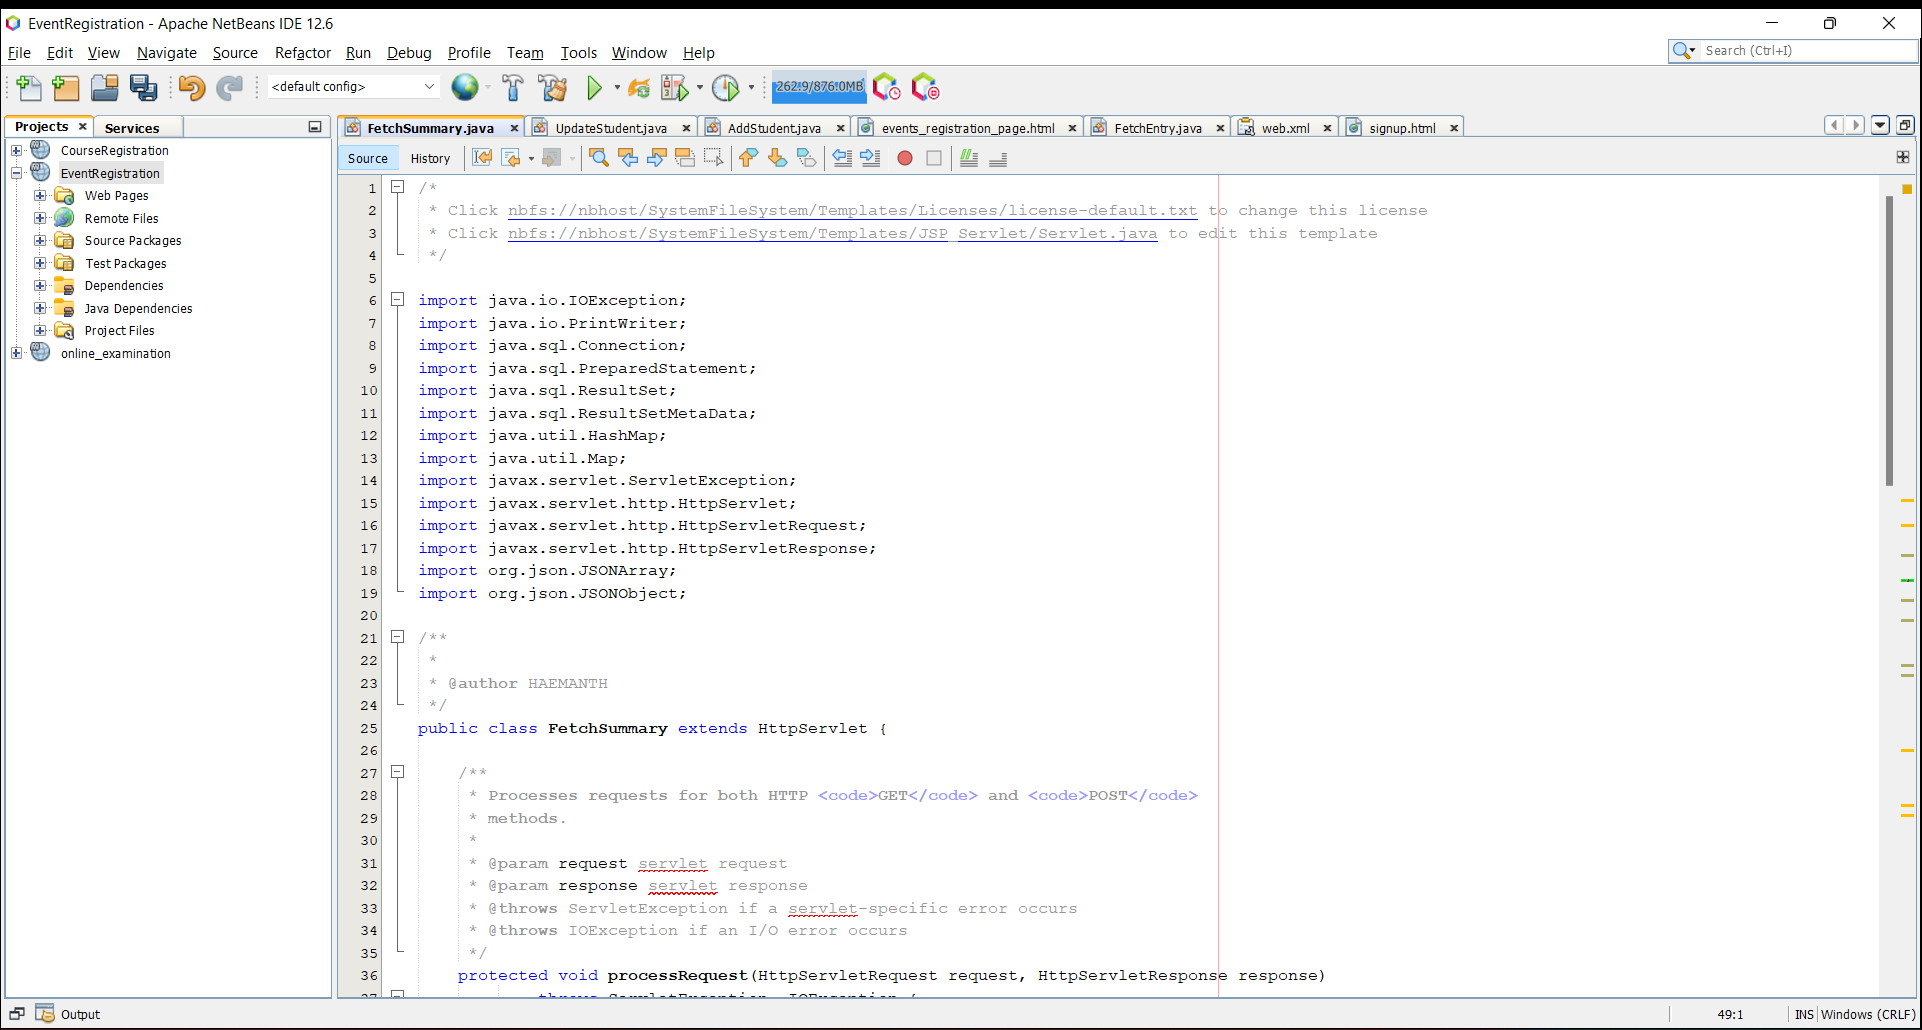 EventRegistration - Apache NetBeans IDE 12.6
File Edit View Navigate Source Refactor Run Debug Profile Team Tools Window Help
Search (Ctrl+I)
<default config>
262.9/876.0MB
Projects
Services
CourseRegistration
EventRegistration
Web Pages
Remote Files
Source Packages
Test Packages
Dependencies
Java Dependencies
Project Files
online_examination
FetchSummary.java UpdateStudent.java AddStudent.java events_registration_page.html FetchEntry.java web.xml signup.html
Source History
1 /*
2 * Click nbfs://nbhost/SystemFileSystem/Templates/Licenses/license-default.txt to change this license
3 * Click nbfs://nbhost/SystemFileSystem/Templates/JSP_Servlet/Servlet.java to edit this template
4 */
5
6 import java.io.IOException;
7 import java.io.PrintWriter;
8 import java.sql.Connection;
9 import java.sql.PreparedStatement;
10 import java.sql.ResultSet;
11 import java.sql.ResultSetMetaData;
12 import java.util.HashMap;
13 import java.util.Map;
14 import javax.servlet.ServletException;
15 import javax.servlet.http.HttpServlet;
16 import javax.servlet.http.HttpServletRequest;
17 import javax.servlet.http.HttpServletResponse;
18 import org.json.JSONArray;
19 import org.json.JSONObject;
20
21 /**
22 *
23 * @author HAEMANTH
24 */
25 public class FetchSummary extends HttpServlet {
26
27 /**
28 * Processes requests for both HTTP <code>GET</code> and <code>POST</code>
29 * methods.
30 *
31 * @param request servlet request
32 * @param response servlet response
33 * @throws ServletException if a servlet-specific error occurs
34 * @throws IOException if an I/O error occurs
35 */
36 protected void processRequest(HttpServletRequest request, HttpServletResponse response)
37 throws ServletException, IOException {
Output
49:1
INS
Windows (CRLF)